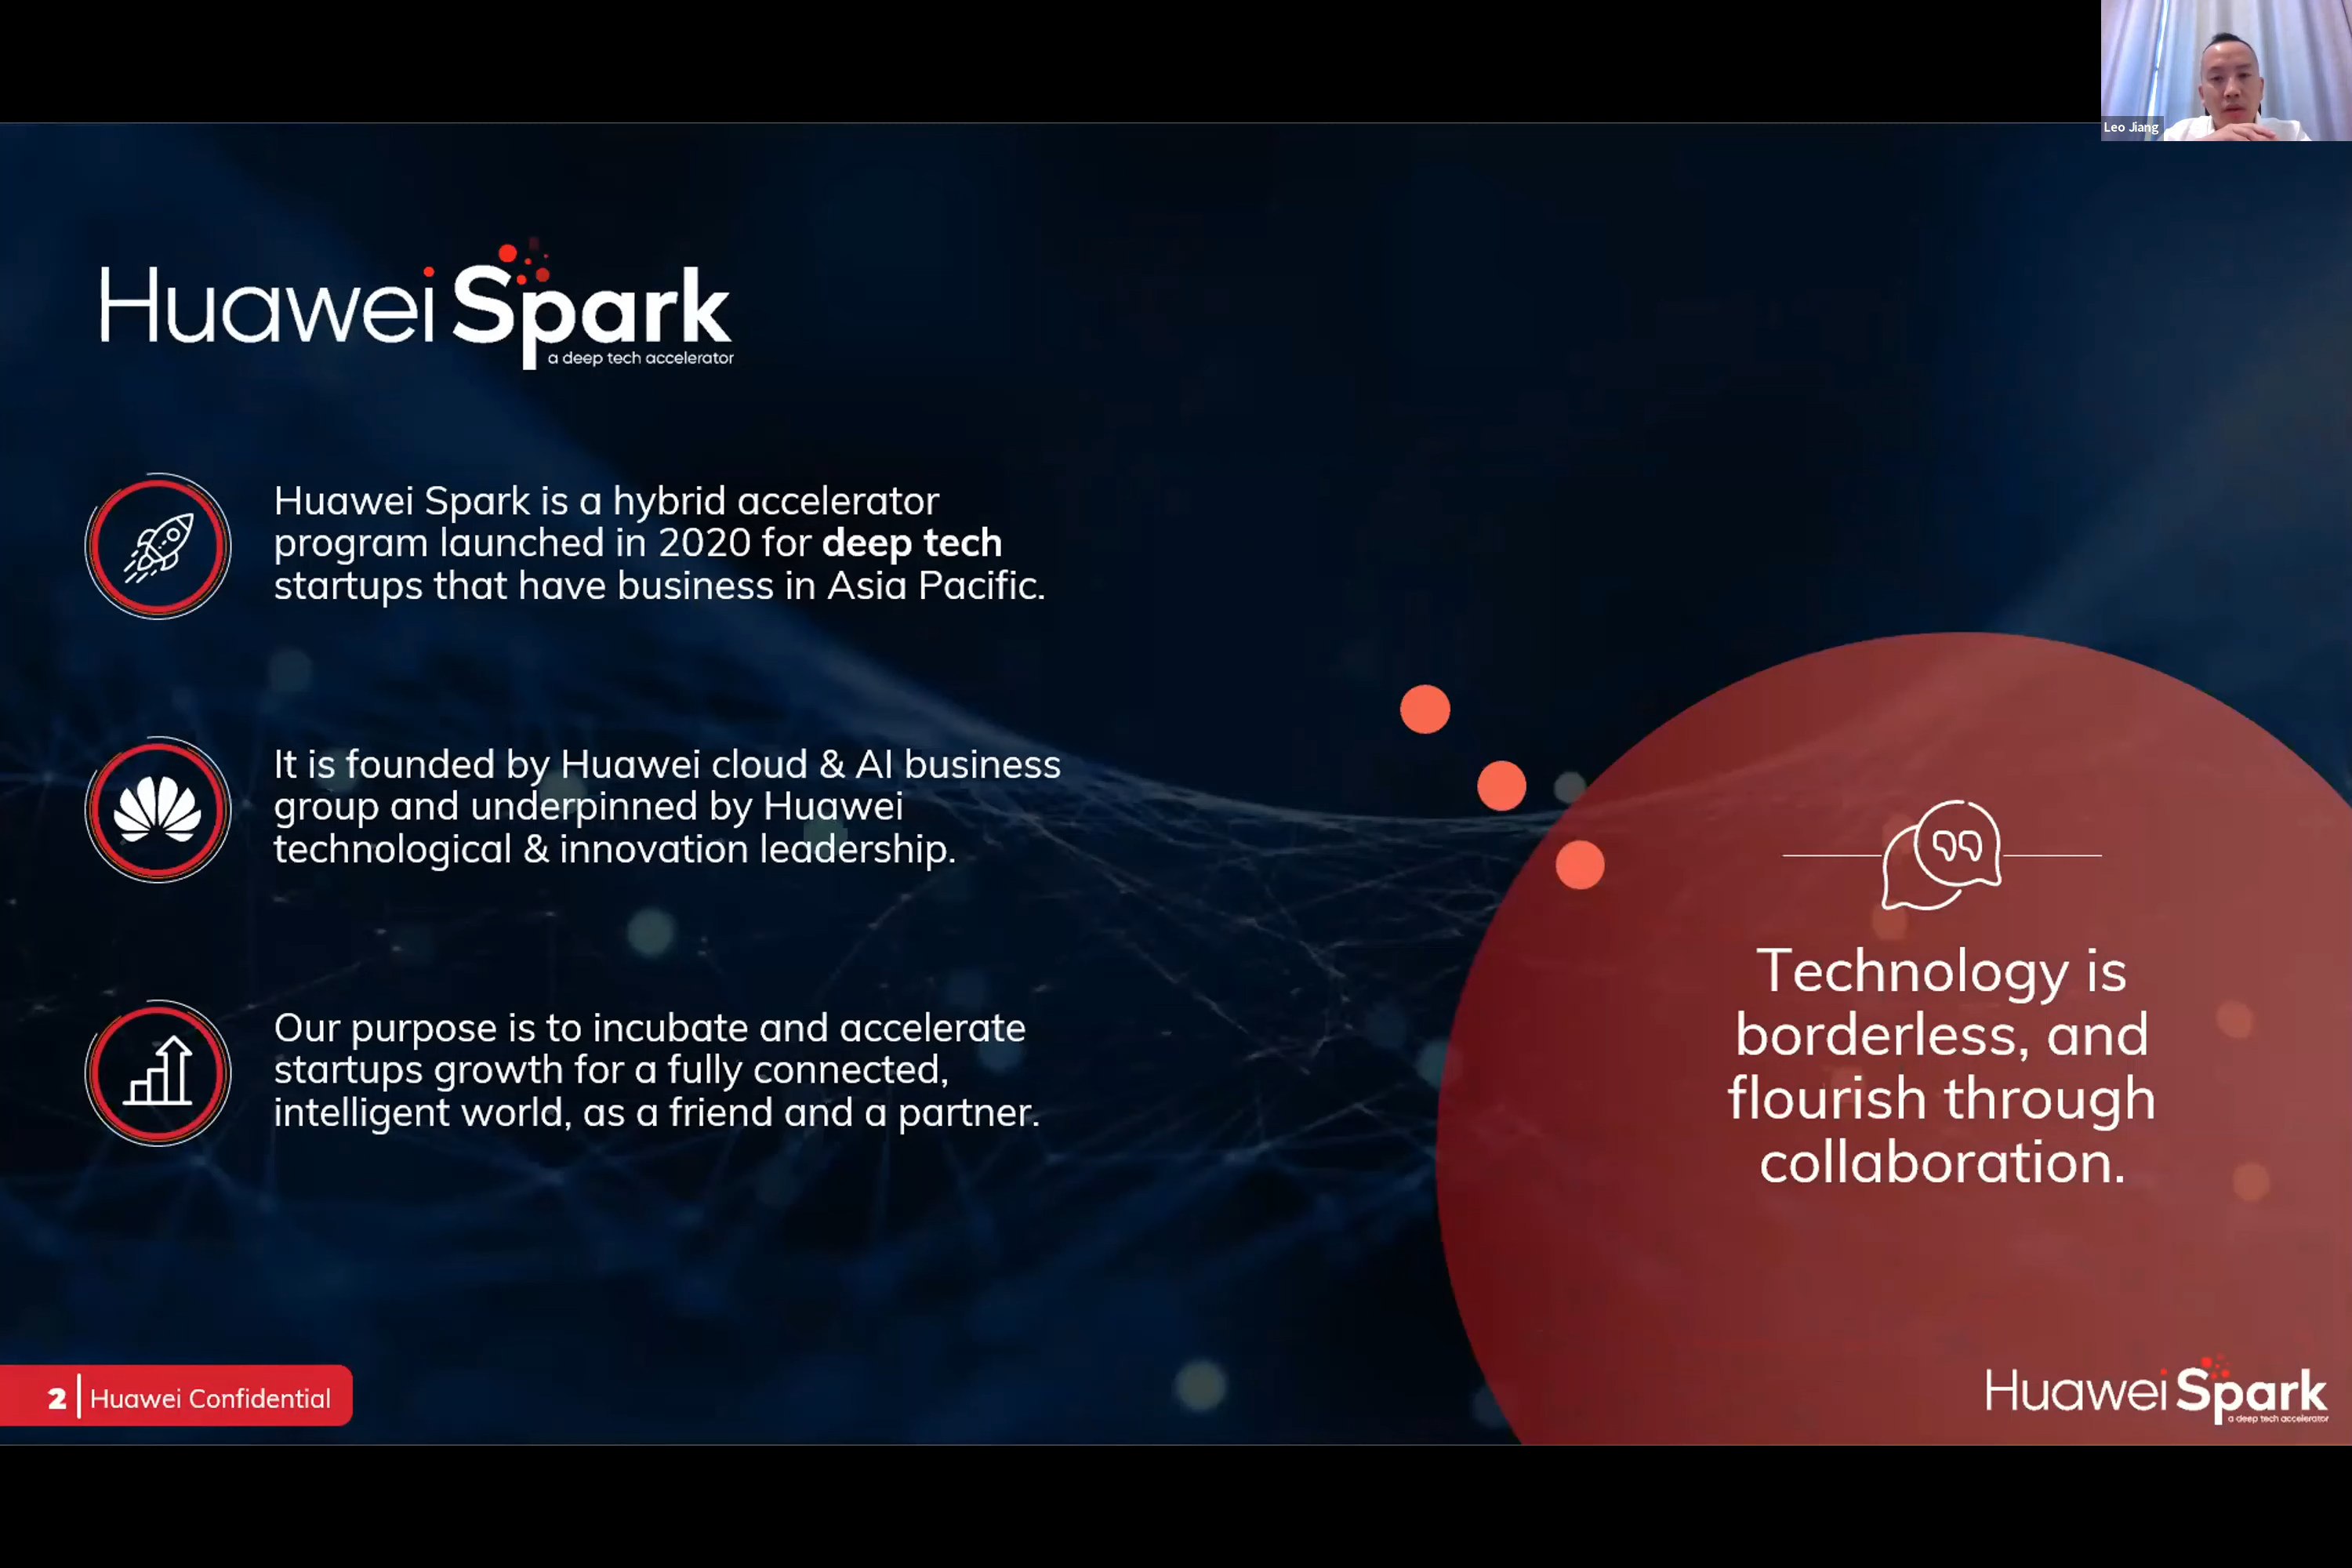 Leo Jiang
Huawei Spark
a deep tech accelerator
Huawei Spark is a hybrid accelerator
program launched in 2020 for deep tech
startups that have business in Asia Pacific.
It is founded by Huawei cloud & AI business
group and underpinned by Huawei
technological & innovation leadership.
Our purpose is to incubate and accelerate
startups growth for a fully connected,
intelligent world, as a friend and a partner.
Technology is
borderless, and
flourish through
collaboration.
2 | Huawei Confidential
Huawei Spark
a deep tech accelerator